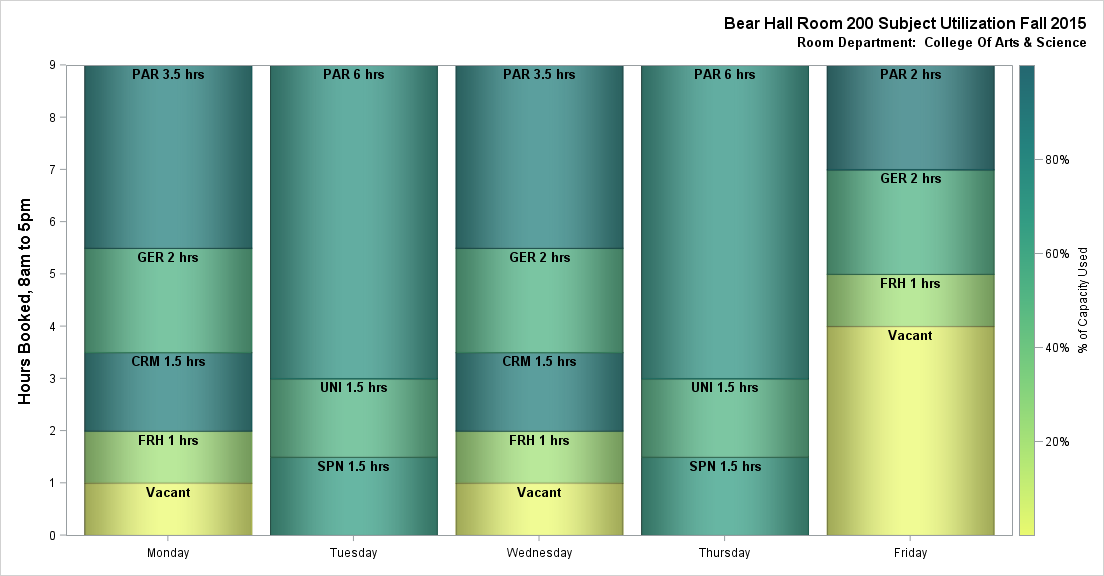 Bear Hall Room 200 Subject Utilization Fall 2015
Room Department: College Of Arts & Science
Hours Booked, 8am to 5pm
9
8
7
6
5
4
3
2
1
0
PAR 3.5 hrs
GER 2 hrs
CRM 1.5 hrs
FRH 1 hrs
Vacant
PAR 6 hrs
UNI 1.5 hrs
SPN 1.5 hrs
PAR 3.5 hrs
GER 2 hrs
CRM 1.5 hrs
FRH 1 hrs
Vacant
PAR 6 hrs
UNI 1.5 hrs
SPN 1.5 hrs
PAR 2 hrs
GER 2 hrs
FRH 1 hrs
Vacant
Monday
Tuesday
Wednesday
Thursday
Friday
80%
60%
40%
20%
% of Capacity Used